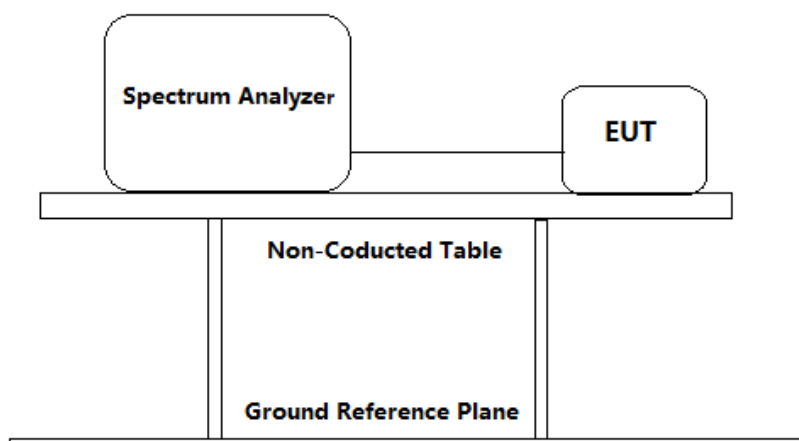 Spectrum Analyzer
EUT
Non-Coducted Table
Ground Reference Plane